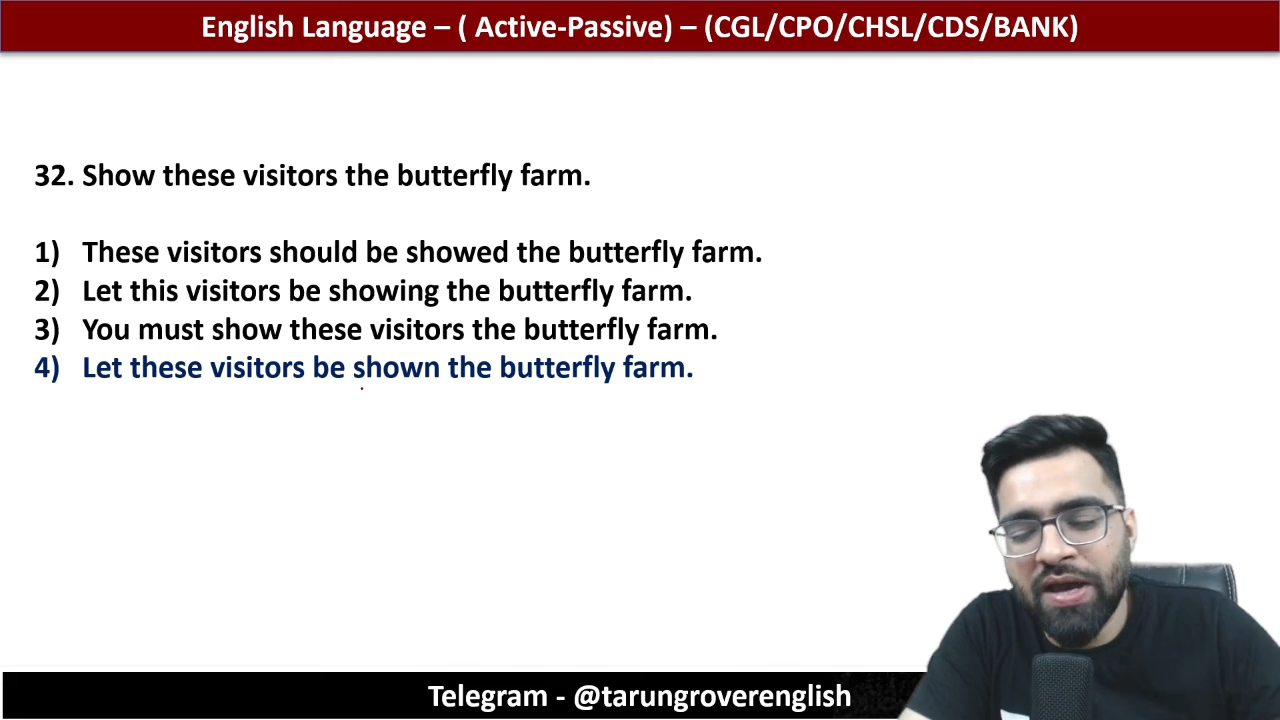 English Language – ( Active-Passive) – (CGL/CPO/CHSL/CDS/BANK)
32. Show these visitors the butterfly farm.
1) These visitors should be showed the butterfly farm.
2) Let this visitors be showing the butterfly farm.
3) You must show these visitors the butterfly farm.
4) Let these visitors be shown the butterfly farm.
Telegram - @tarungroverenglish